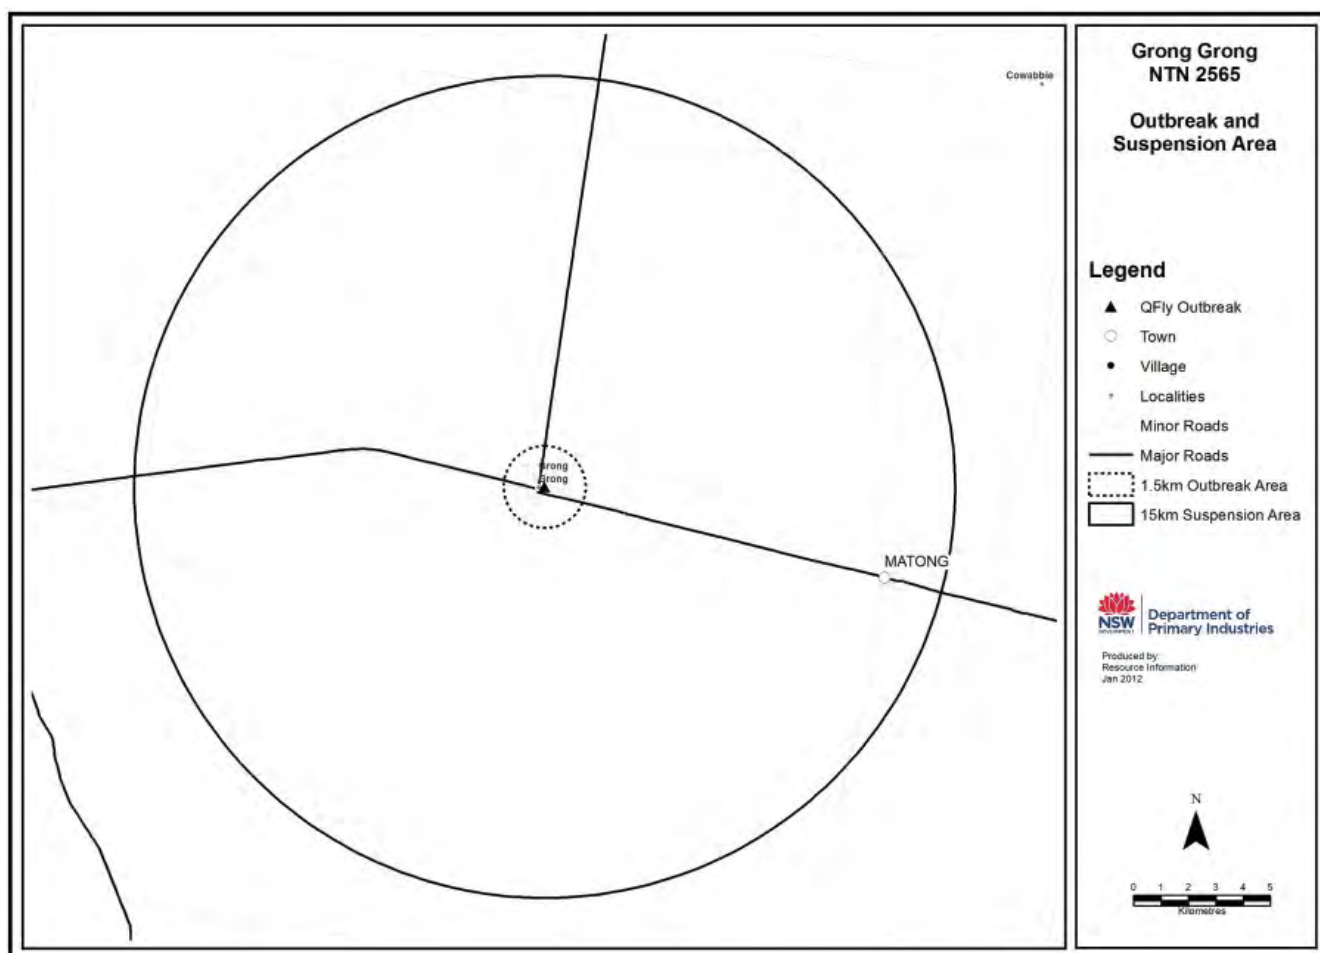 Cowabbie
Grong
Grong
MATONG
Grong Grong
NTN 2565
Outbreak and
Suspension Area
Legend
QFly Outbreak
Town
Village
Localities
Minor Roads
Major Roads
1.5km Outbreak Area
15km Suspension Area
NSW
GOVERNMENT
Department of
Primary Industries
Produced by:
Resource Information
Jan 2012
N
0 1 2 3 4 5
Kilometres